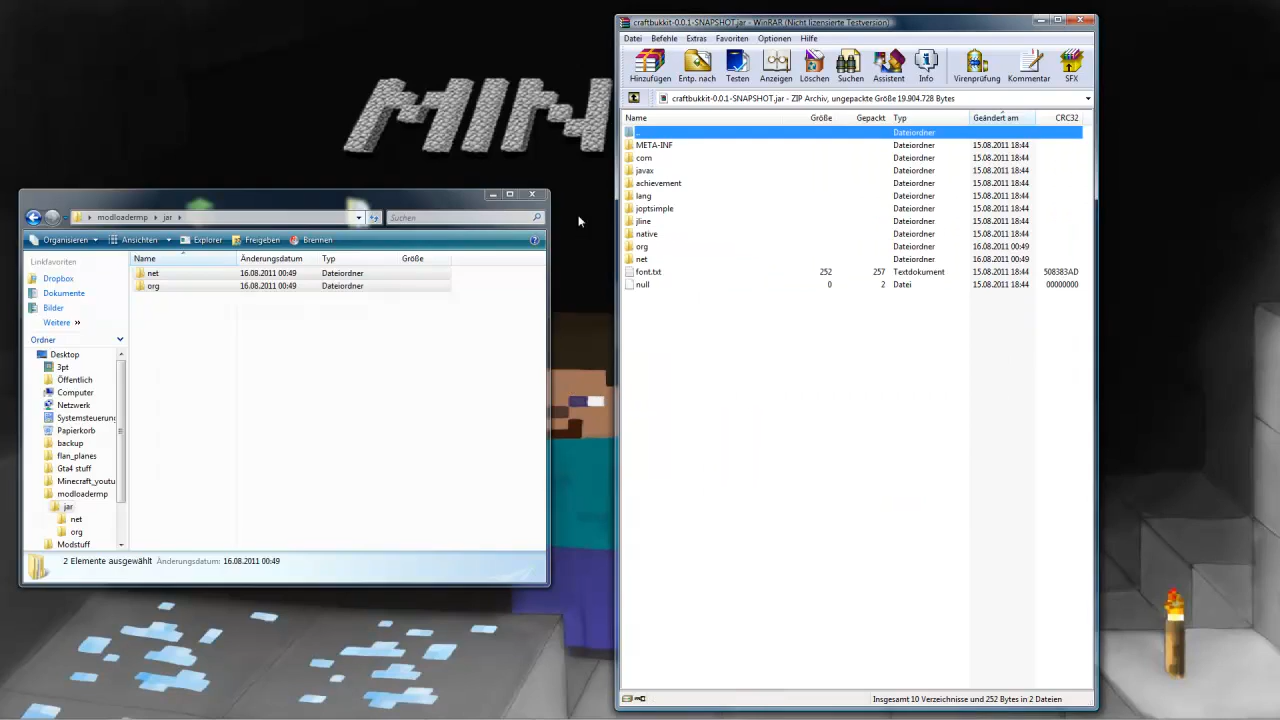 MIN
craftbukkit-0.0.1-SNAPSHOT.jar - WinRAR (Nicht lizensierte Testversion)
Datei Befehle Extras Favoriten Optionen Hilfe
Hinzufügen Entp. nach Testen Anzeigen Löschen Suchen Assistent Info Virenprüfung Kommentar SFX
craftbukkit-0.0.1-SNAPSHOT.jar - ZIP Archiv, ungepackte Größe 19.904.728 Bytes
Name Größe Gepackt Typ Geändert am CRC32
.. Dateiordner
META-INF Dateiordner 15.08.2011 18:44
com Dateiordner 15.08.2011 18:44
javax Dateiordner 15.08.2011 18:44
achievement Dateiordner 15.08.2011 18:44
lang Dateiordner 15.08.2011 18:44
joptsimple Dateiordner 15.08.2011 18:44
jline Dateiordner 15.08.2011 18:44
native Dateiordner 15.08.2011 18:44
org Dateiordner 16.08.2011 00:49
net Dateiordner 16.08.2011 00:49
font.txt 252 257 Textdokument 15.08.2011 18:44 508383AD
null 0 2 Datei 15.08.2011 18:44 00000000
Insgesamt 10 Verzeichnisse und 252 Bytes in 2 Dateien
modloadermp jar Suchen
Organisieren Ansichten Explorer Freigeben Brennen
Linkfavoriten
Dropbox
Dokumente
Bilder
Weitere »
Ordner
Desktop
3pt
Öffentlich
Computer
Netzwerk
Systemsteuerung
Papierkorb
backup
flan_planes
Gta4 stuff
Minecraft_youtu
modloadermp
jar
net
org
Modstuff
Name Änderungsdatum Typ Größe
net 16.08.2011 00:49 Dateiordner
org 16.08.2011 00:49 Dateiordner
2 Elemente ausgewählt Änderungsdatum: 16.08.2011 00:49